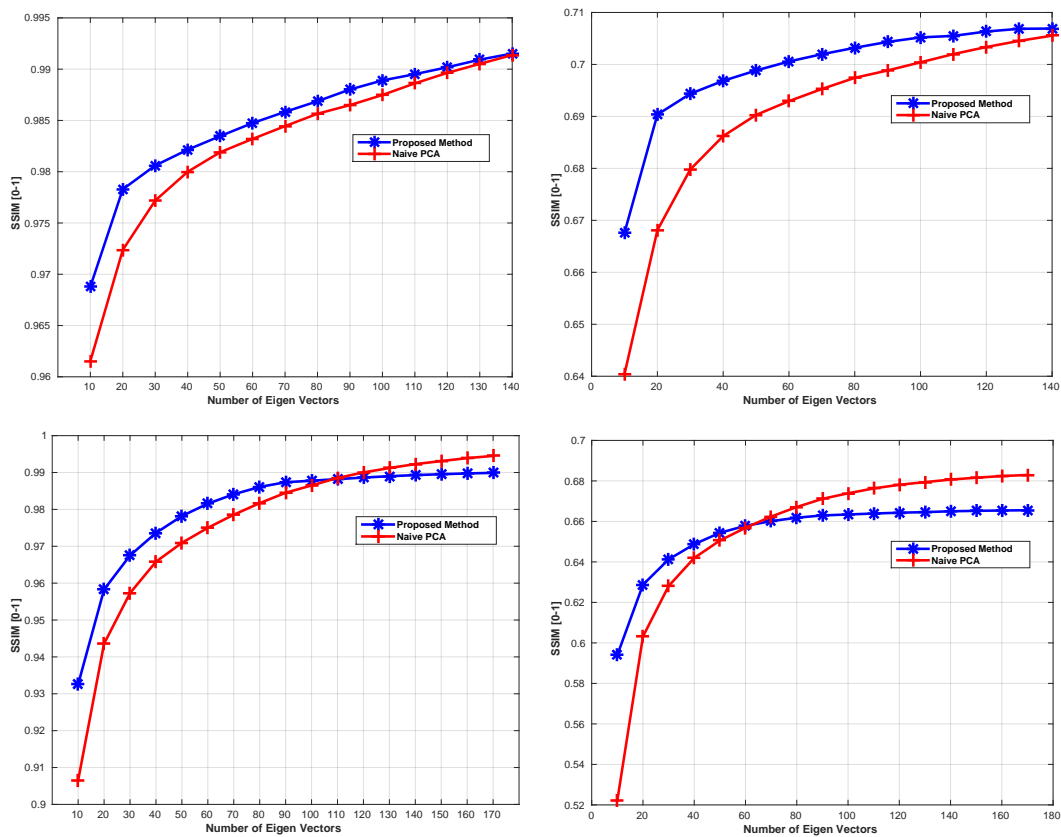 0.995
0.99
0.985
0.98
0.975
0.97
0.965
0.96
SSIM [0-1]
Proposed Method
Naive PCA
10 20 30 40 50 60 70 80 90 100 110 120 130 140
Number of Eigen Vectors
0.71
0.7
0.69
0.68
0.67
0.66
0.65
0.64
SSIM [0-1]
Proposed Method
Naive PCA
0 20 40 60 80 100 120 140
Number of Eigen Vectors
1
0.99
0.98
0.97
0.96
0.95
0.94
0.93
0.92
0.91
0.9
SSIM [0-1]
Proposed Method
Naive PCA
10 20 30 40 50 60 70 80 90 100 110 120 130 140 150 160 170
Number of Eigen Vectors
0.7
0.68
0.66
0.64
0.62
0.6
0.58
0.56
0.54
0.52
SSIM [0-1]
Proposed Method
Naive PCA
0 20 40 60 80 100 120 140 160 180
Number of Eigen Vectors